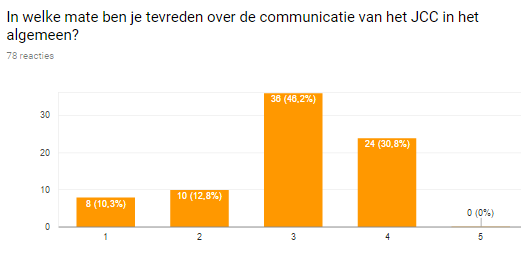 In welke mate ben je tevreden over de communicatie van het JCC in het
algemeen?
78 reacties
30
20
10
0
8 (10,3%)
10 (12,8%)
36 (46,2%)
24 (30,8%)
0 (0%)
1 2 3 4 5